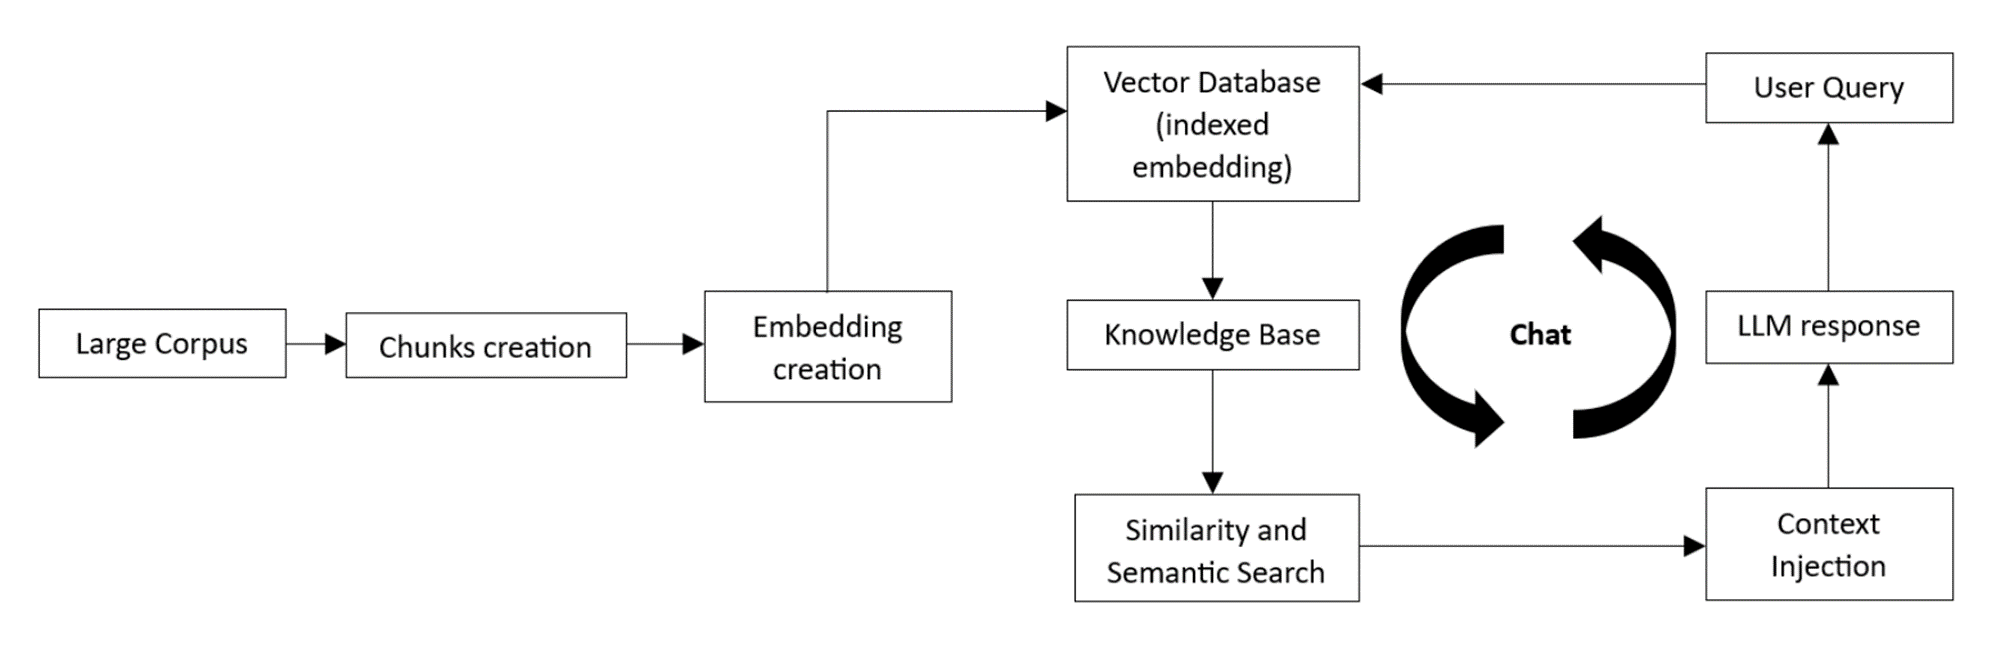 Large Corpus
Chunks creation
Embedding
creation
Vector Database
(indexed
embedding)
Knowledge Base
Similarity and
Semantic Search
Chat
User Query
LLM response
Context
Injection